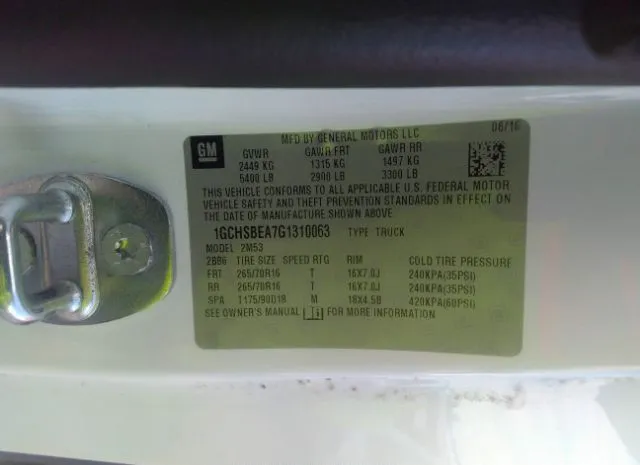 MFD BY GENERAL MOTORS LLC 06/16
GM
GVWR GAWR FRT GAWR RR
2449 KG 1315 KG 1497 KG
5400 LB 2900 LB 3300 LB
THIS VEHICLE CONFORMS TO ALL APPLICABLE U.S. FEDERAL MOTOR
VEHICLE SAFETY AND THEFT PREVENTION STANDARDS IN EFFECT ON
THE DATE OF MANUFACTURE SHOWN ABOVE.
1GCHSBEA7G1310063 TYPE TRUCK
MODEL 2M53
2BB6 TIRE SIZE SPEED RTG RIM COLD TIRE PRESSURE
FRT 265/70R16 T 16X7.0J 240KPA(35PSI)
RR 265/70R16 T 16X7.0J 240KPA(35PSI)
SPA T175/90D18 M 18X4.5B 420KPA(60PSI)
SEE OWNER'S MANUAL FOR MORE INFORMATION